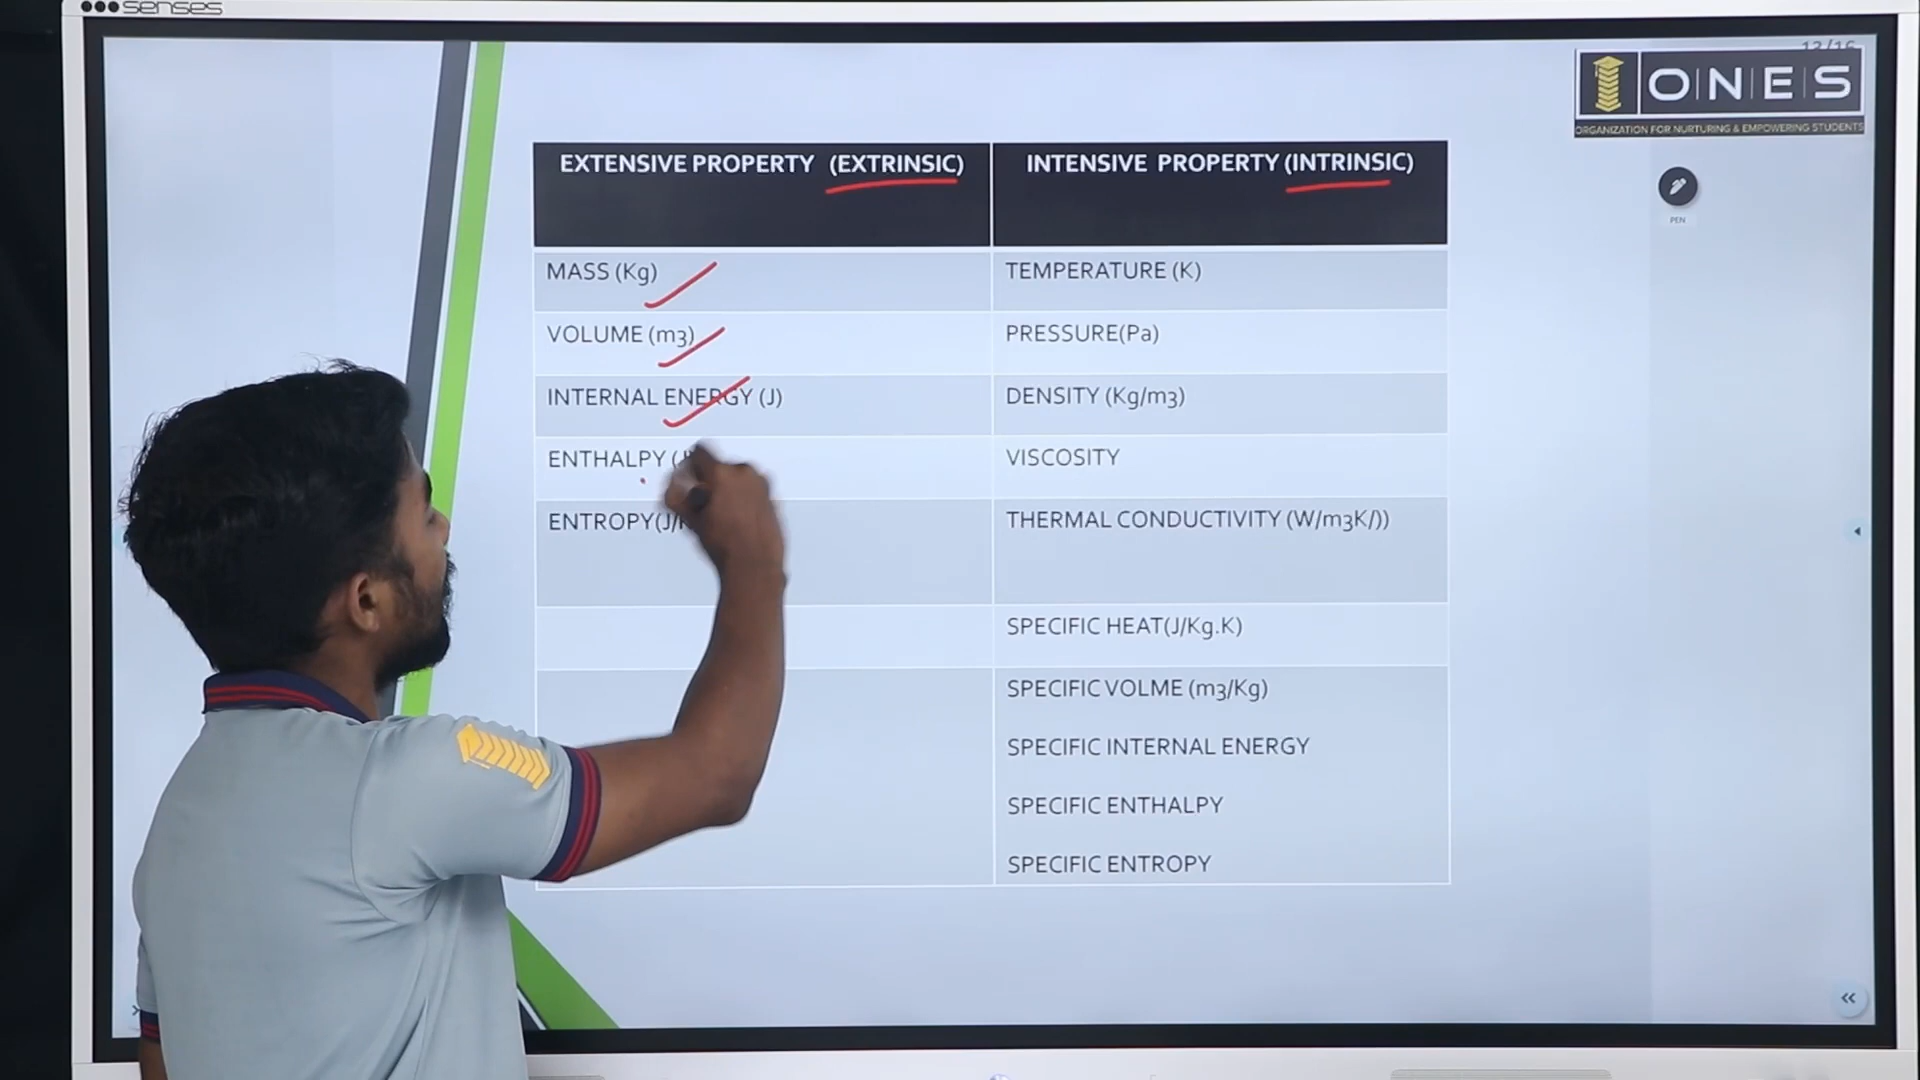 senses
13/16
ONES
ORGANIZATION FOR NURTURING & EMPOWERING STUDENTS
PEN
EXTENSIVE PROPERTY (EXTRINSIC)
INTENSIVE PROPERTY (INTRINSIC)
MASS (Kg)
TEMPERATURE (K)
VOLUME (m3)
PRESSURE(Pa)
INTERNAL ENERGY (J)
DENSITY (Kg/m3)
ENTHALPY (J
VISCOSITY
ENTROPY(J/K
THERMAL CONDUCTIVITY (W/m3K/))
SPECIFIC HEAT(J/Kg.K)
SPECIFIC VOLME (m3/Kg)
SPECIFIC INTERNAL ENERGY
SPECIFIC ENTHALPY
SPECIFIC ENTROPY